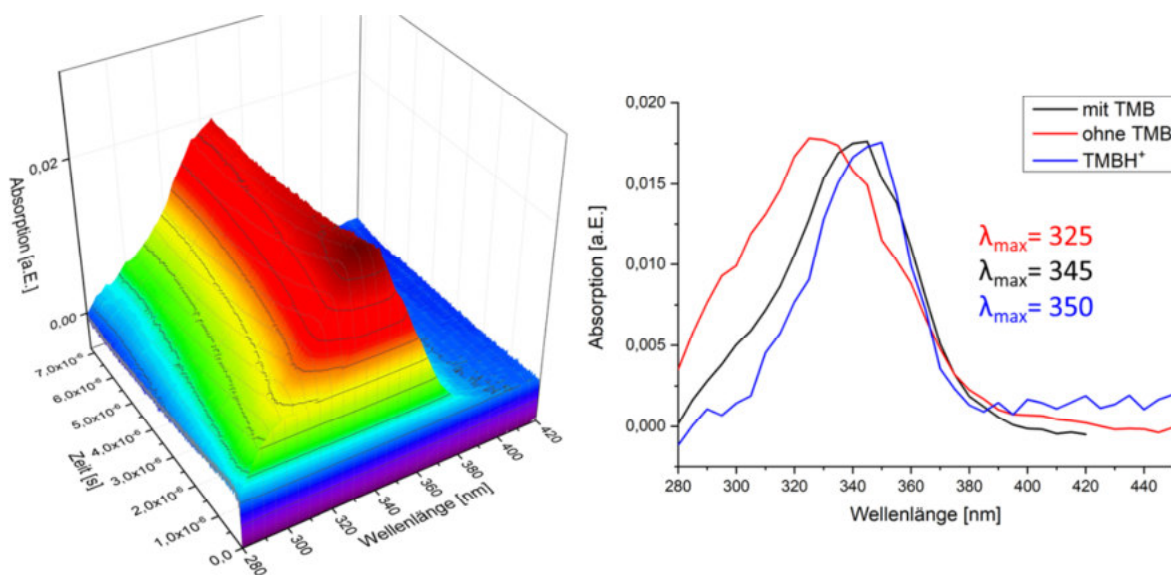 0,02
Absorption [a.E.]
0,00
7,0x10⁻⁶
6,0x10⁻⁶
5,0x10⁻⁶
4,0x10⁻⁶
3,0x10⁻⁶
2,0x10⁻⁶
1,0x10⁻⁶
0,0
Zeit [s]
280
300
320
340
360
380
400
420
Wellenlänge [nm]
0,020
0,015
0,010
0,005
0,000
Absorption [a.E.]
mit TMB
ohne TMB
TMBH⁺
λmax= 325
λmax= 345
λmax= 350
280 300 320 340 360 380 400 420 440
Wellenlänge [nm]